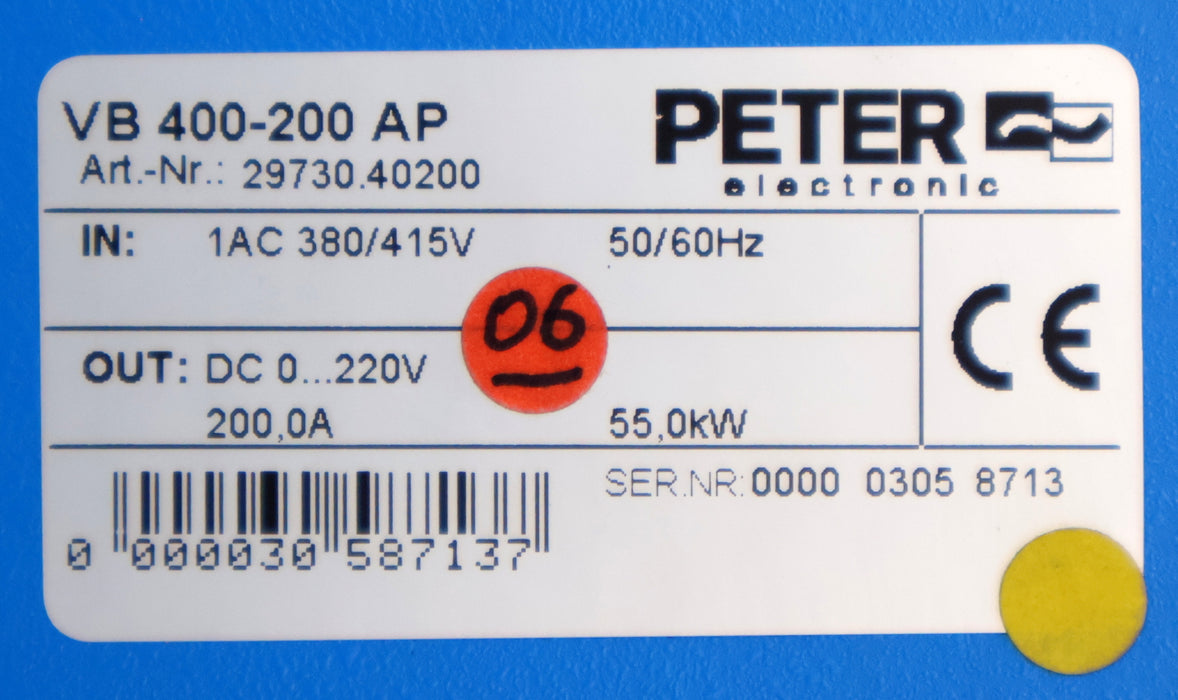 VB 400-200 AP
Art.-Nr.: 29730.40200
PETER
electronic
IN: 1AC 380/415V 50/60Hz
06
CE
OUT: DC 0...220V
200,0A 55,0kW
SER.NR:0000 0305 8713
0 000030 587137